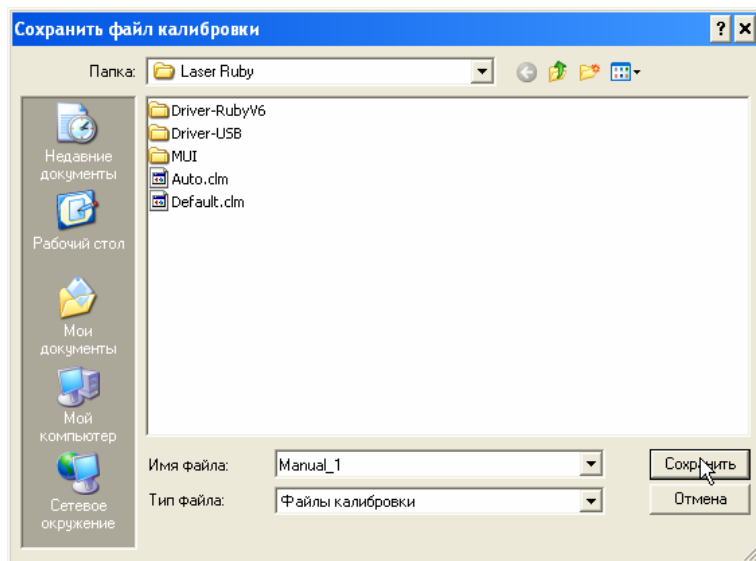 Сохранить файл калибровки
Папка:
Laser Ruby
Недавние
документы
Рабочий стол
Мои
документы
Мой
компьютер
Сетевое
окружение
Driver-RubyV6
Driver-USB
MUI
Auto.clm
Default.clm
Имя файла:
Manual_1
Сохранить
Тип файла:
Файлы калибровки
Отмена